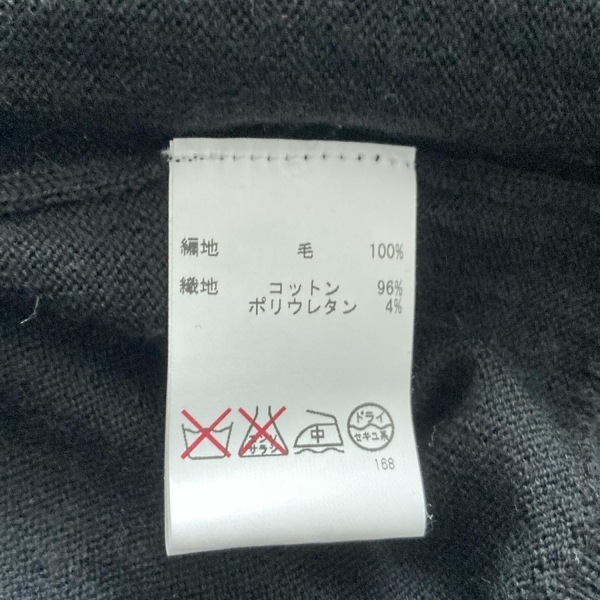 編地 毛 100%
織地 コットン 96%
ポリウレタン 4%
エンソ
サラシ
中
ドライ
セキユ系
168